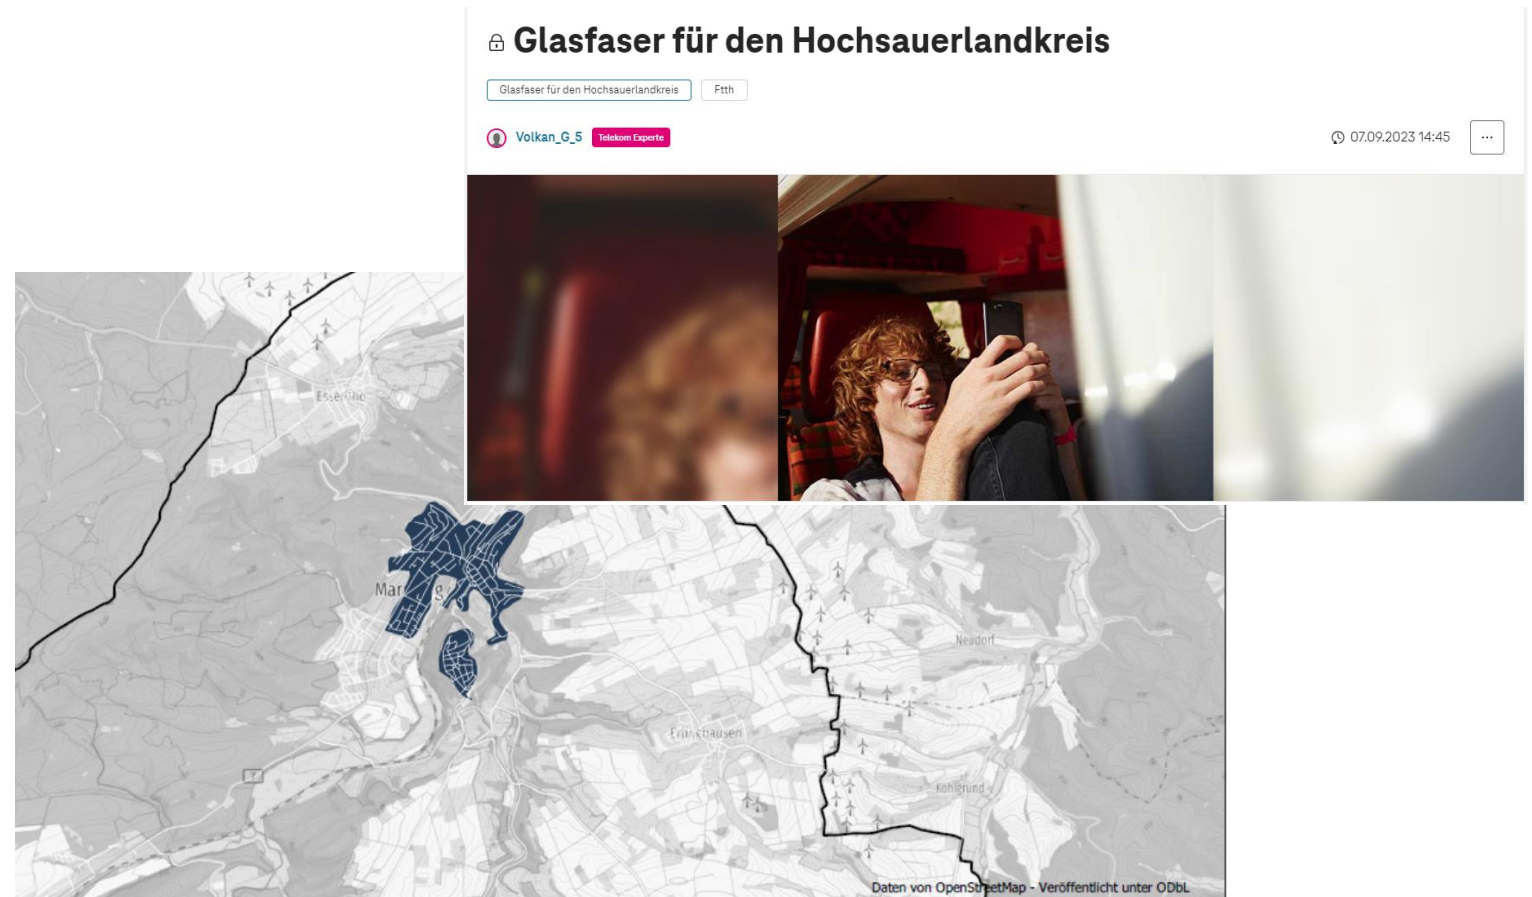 Glasfaser für den Hochsauerlandkreis
Glasfaser für den Hochsauerlandkreis Ftth
Volkan_G_5 Telekom Experte 07.09.2023 14:45 ...
Neudorf
Kohlgrund
Daten von OpenStreetMap - Veröffentlicht unter ODbL